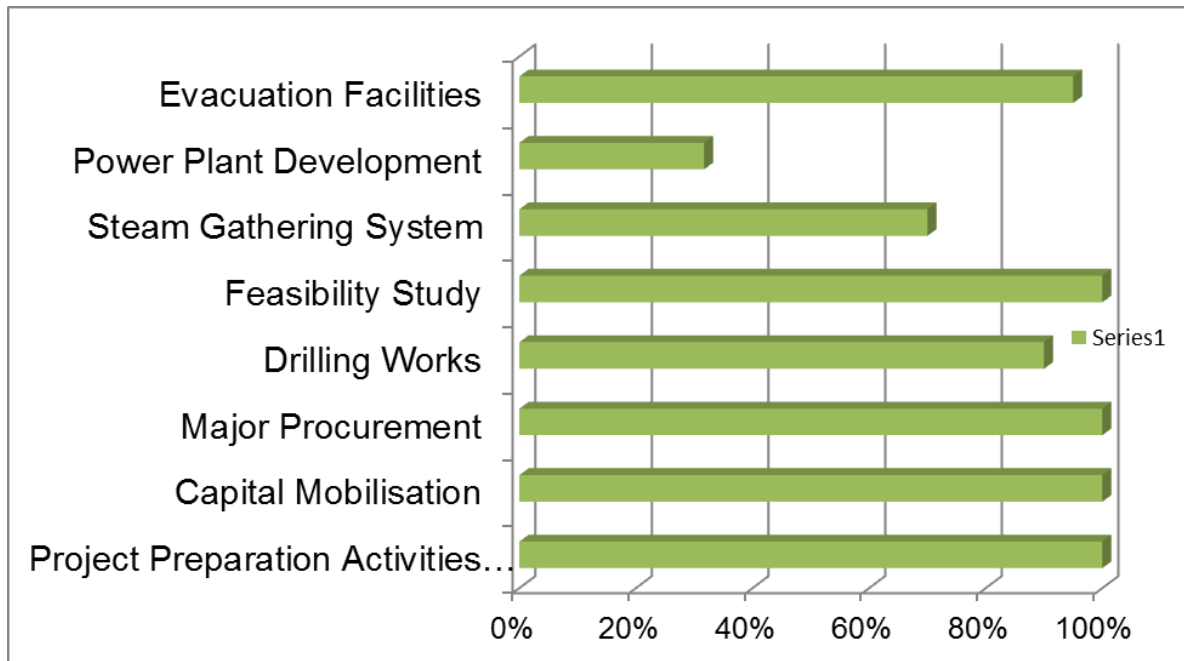 Evacuation Facilities
Power Plant Development
Steam Gathering System
Feasibility Study
Drilling Works
Series1
Major Procurement
Capital Mobilisation
Project Preparation Activities…
0% 20% 40% 60% 80% 100%